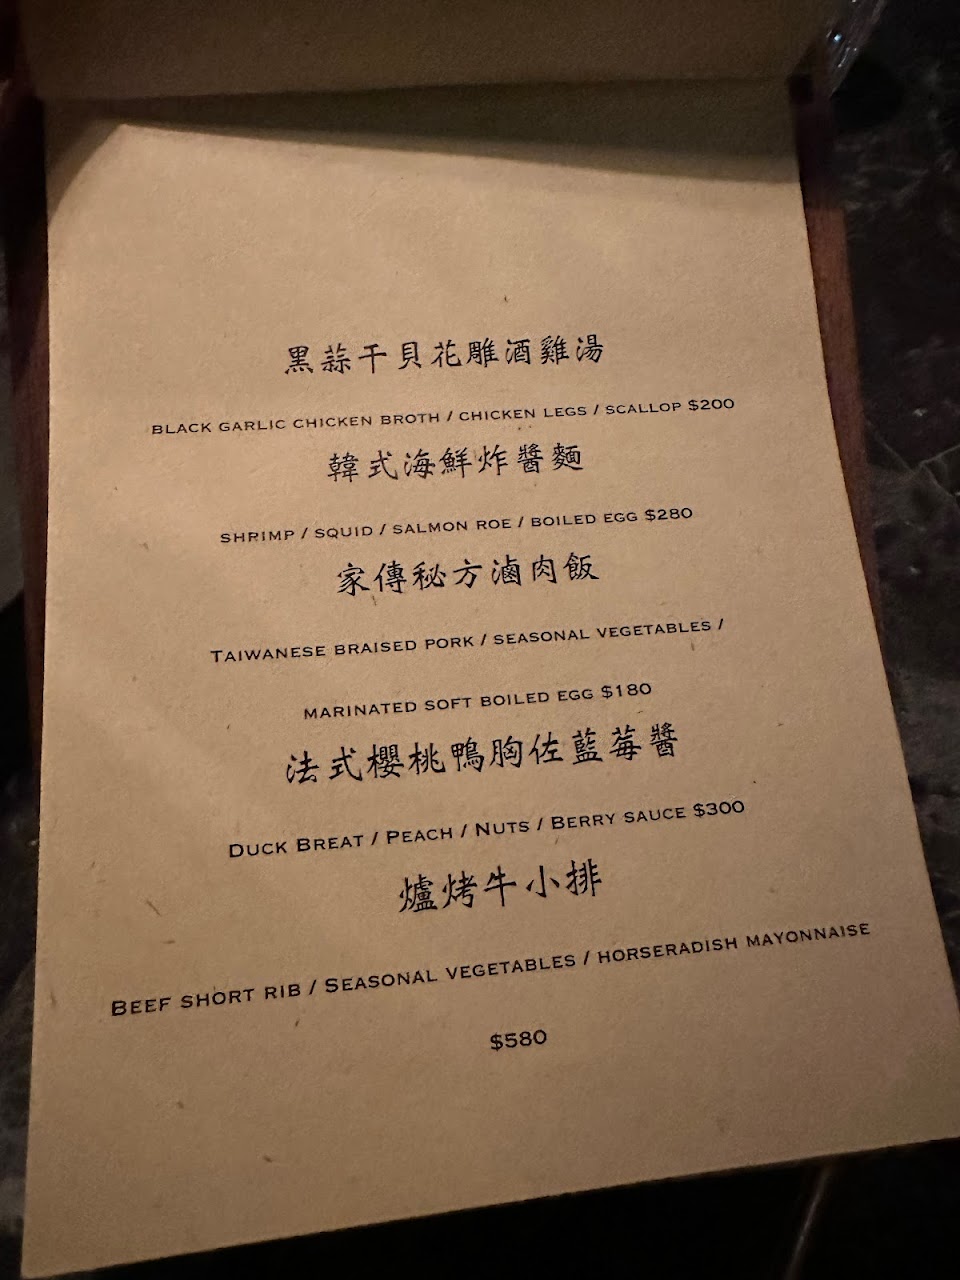 黑蒜干貝花雕酒雞湯
BLACK GARLIC CHICKEN BROTH / CHICKEN LEGS / SCALLOP $200
韓式海鮮炸醬麵
SHRIMP / SQUID / SALMON ROE / BOILED EGG $280
家傳秘方滷肉飯
TAIWANESE BRAISED PORK / SEASONAL VEGETABLES /
MARINATED SOFT BOILED EGG $180
法式櫻桃鴨胸佐藍莓醬
DUCK BREAT / PEACH / NUTS / BERRY SAUCE $300
爐烤牛小排
BEEF SHORT RIB / SEASONAL VEGETABLES / HORSERADISH MAYONNAISE
$580